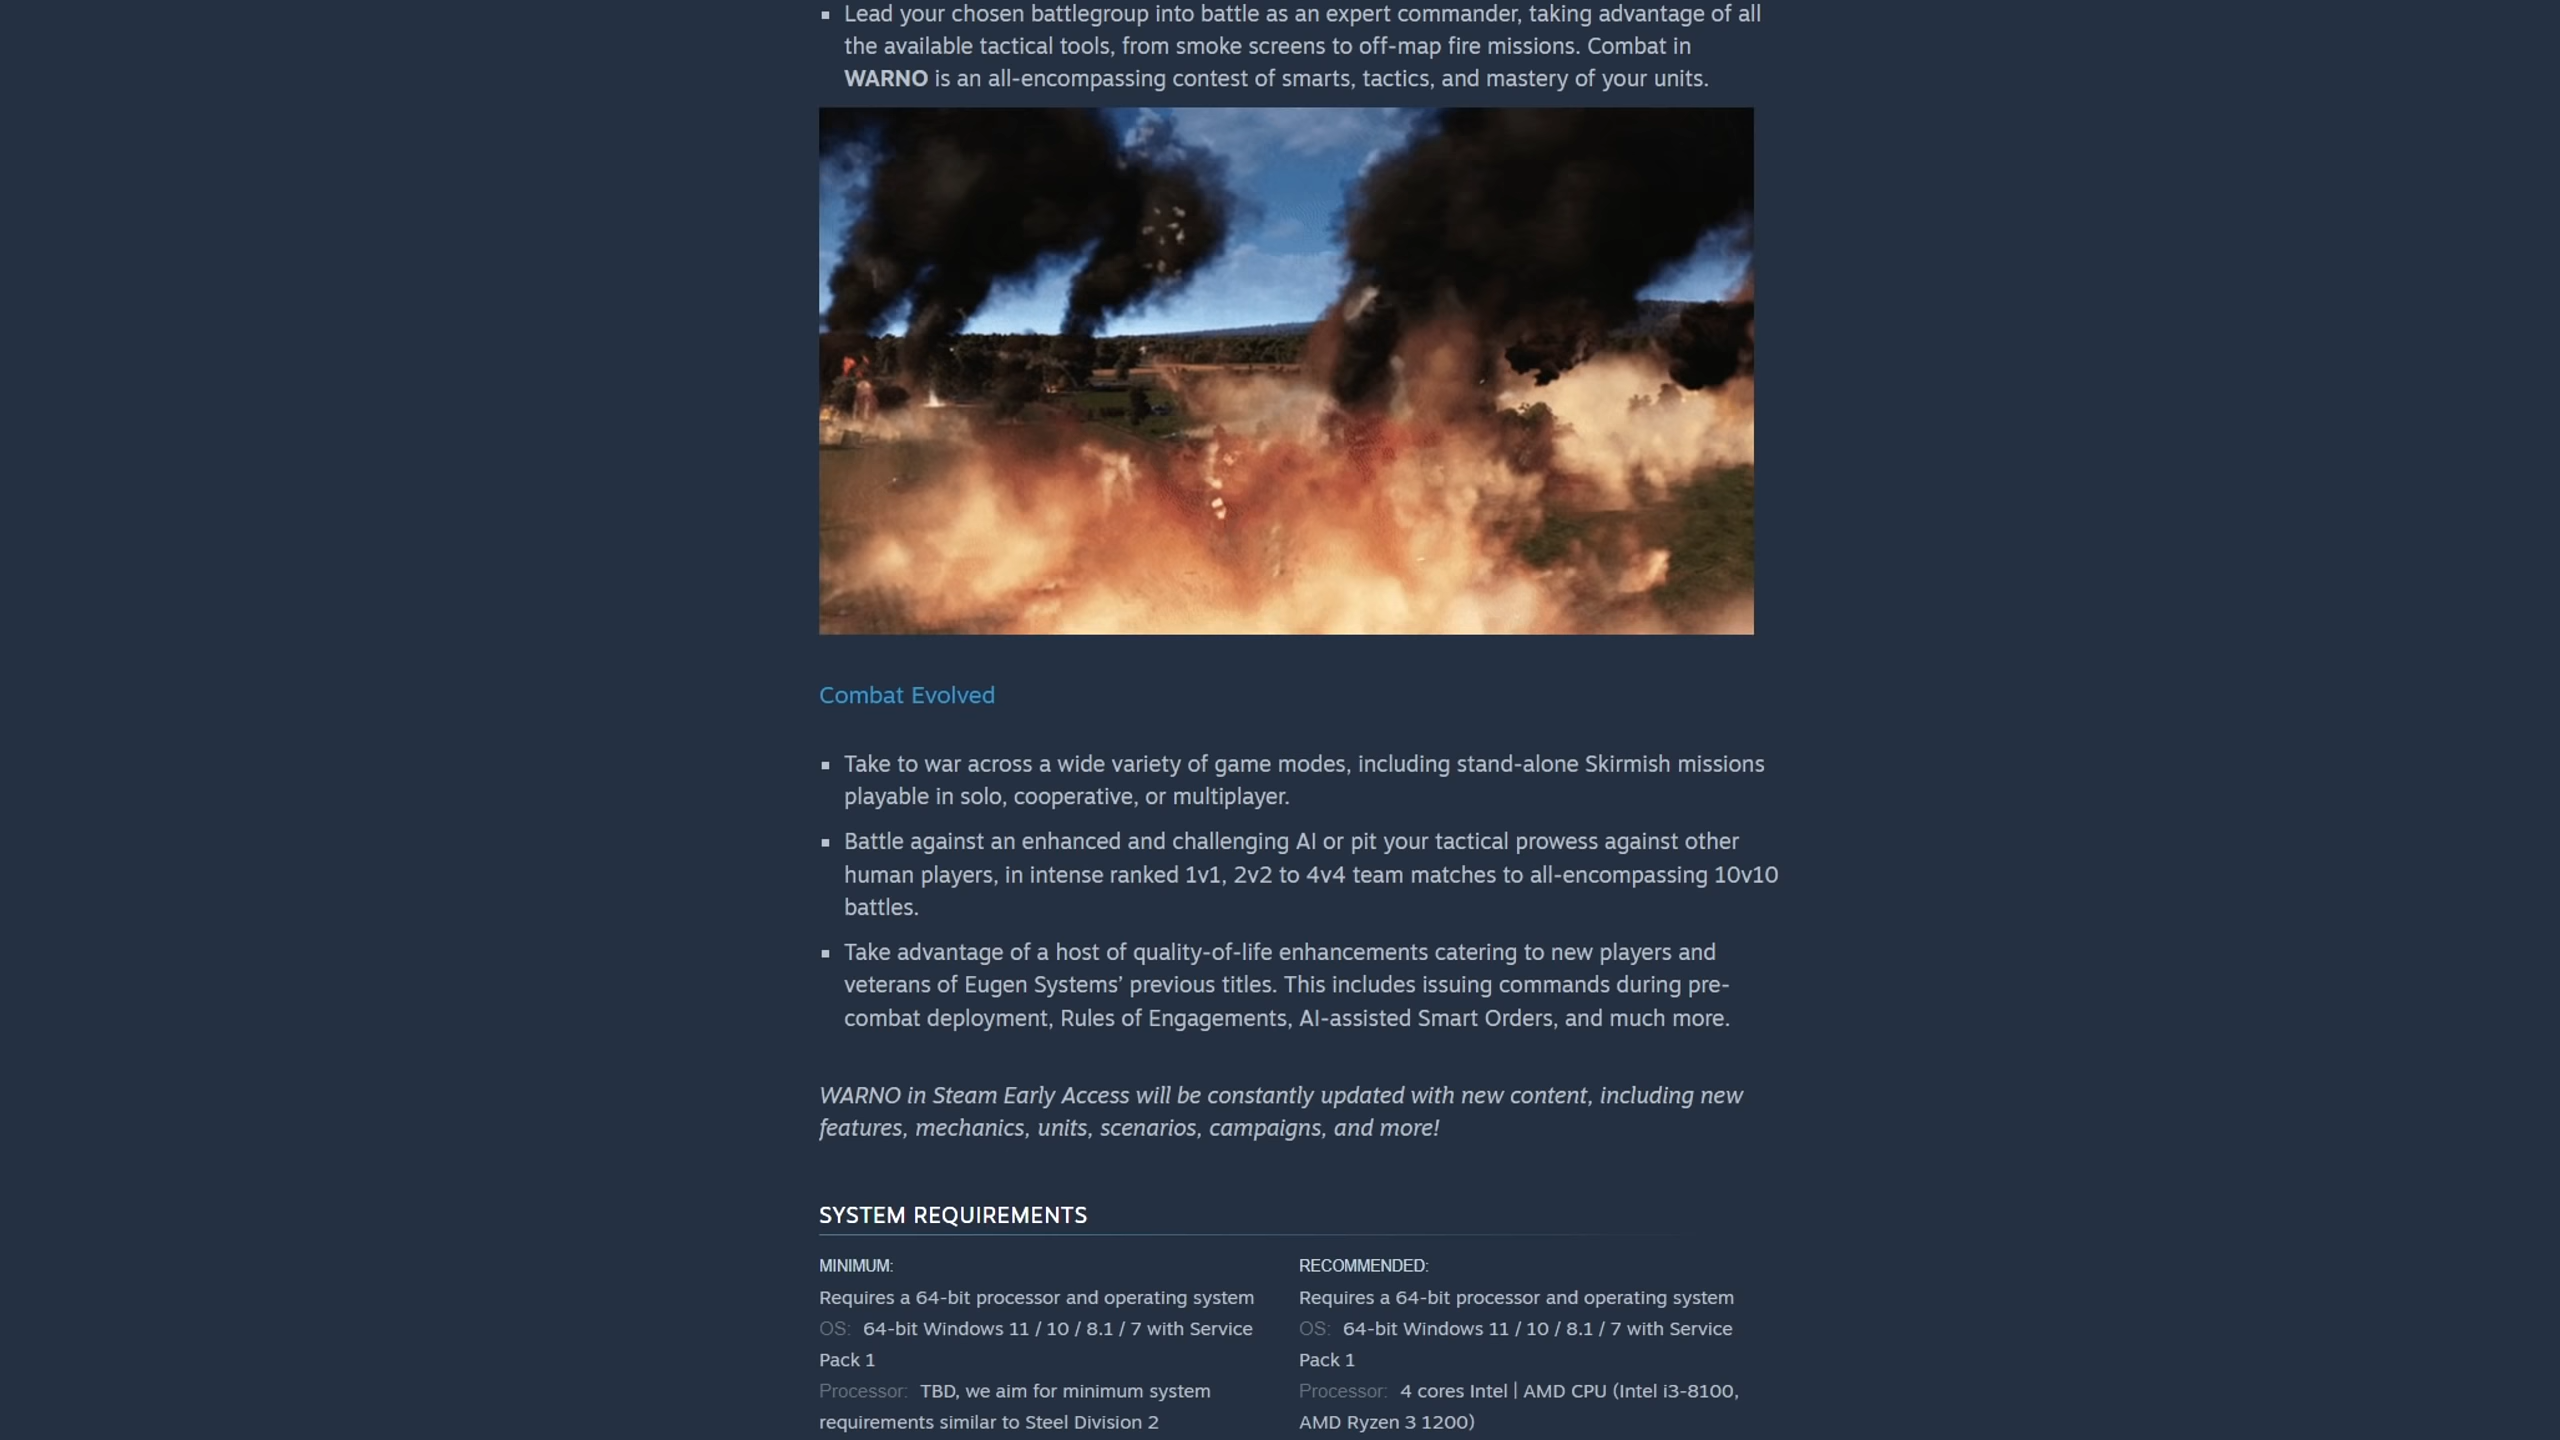 Lead your chosen battlegroup into battle as an expert commander, taking advantage of all
the available tactical tools, from smoke screens to off-map fire missions. Combat in
WARNO is an all-encompassing contest of smarts, tactics, and mastery of your units.
Combat Evolved
Take to war across a wide variety of game modes, including stand-alone Skirmish missions
playable in solo, cooperative, or multiplayer.
Battle against an enhanced and challenging AI or pit your tactical prowess against other
human players, in intense ranked 1v1, 2v2 to 4v4 team matches to all-encompassing 10v10
battles.
Take advantage of a host of quality-of-life enhancements catering to new players and
veterans of Eugen Systems’ previous titles. This includes issuing commands during pre-
combat deployment, Rules of Engagements, AI-assisted Smart Orders, and much more.
WARNO in Steam Early Access will be constantly updated with new content, including new
features, mechanics, units, scenarios, campaigns, and more!
SYSTEM REQUIREMENTS
MINIMUM:
Requires a 64-bit processor and operating system
OS: 64-bit Windows 11 / 10 / 8.1 / 7 with Service
Pack 1
Processor: TBD, we aim for minimum system
requirements similar to Steel Division 2
RECOMMENDED:
Requires a 64-bit processor and operating system
OS: 64-bit Windows 11 / 10 / 8.1 / 7 with Service
Pack 1
Processor: 4 cores Intel | AMD CPU (Intel i3-8100,
AMD Ryzen 3 1200)